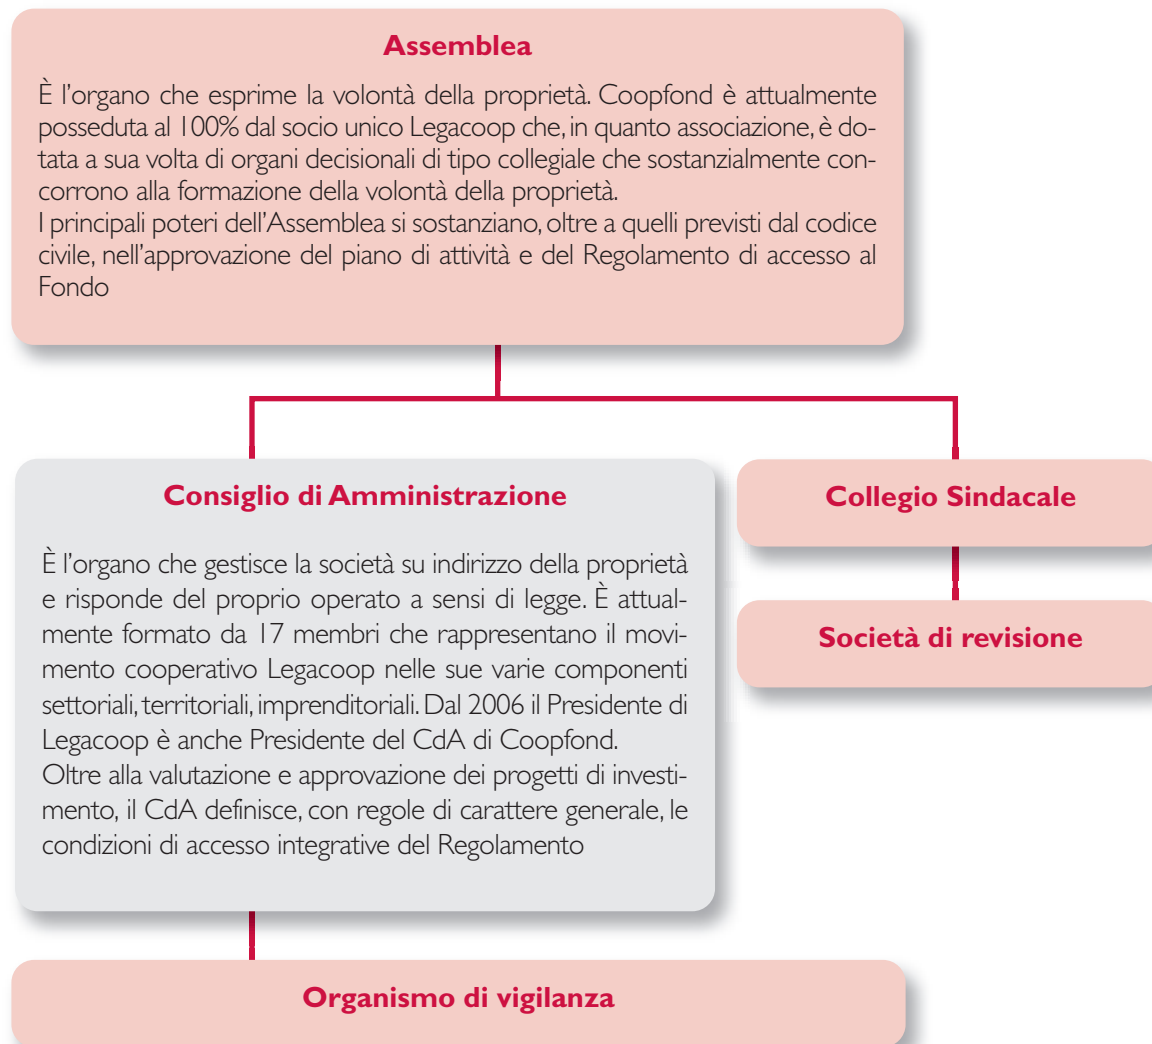 Assemblea
È l’organo che esprime la volontà della proprietà. Coopfond è attualmente
posseduta al 100% dal socio unico Legacoop che, in quanto associazione, è do-
tata a sua volta di organi decisionali di tipo collegiale che sostanzialmente con-
corrono alla formazione della volontà della proprietà.
I principali poteri dell’Assemblea si sostanziano, oltre a quelli previsti dal codice
civile, nell’approvazione del piano di attività e del Regolamento di accesso al
Fondo
Consiglio di Amministrazione
È l’organo che gestisce la società su indirizzo della proprietà
e risponde del proprio operato a sensi di legge. È attual-
mente formato da 17 membri che rappresentano il movi-
mento cooperativo Legacoop nelle sue varie componenti
settoriali, territoriali, imprenditoriali. Dal 2006 il Presidente di
Legacoop è anche Presidente del CdA di Coopfond.
Oltre alla valutazione e approvazione dei progetti di investi-
mento, il CdA definisce, con regole di carattere generale, le
condizioni di accesso integrative del Regolamento
Collegio Sindacale
Società di revisione
Organismo di vigilanza